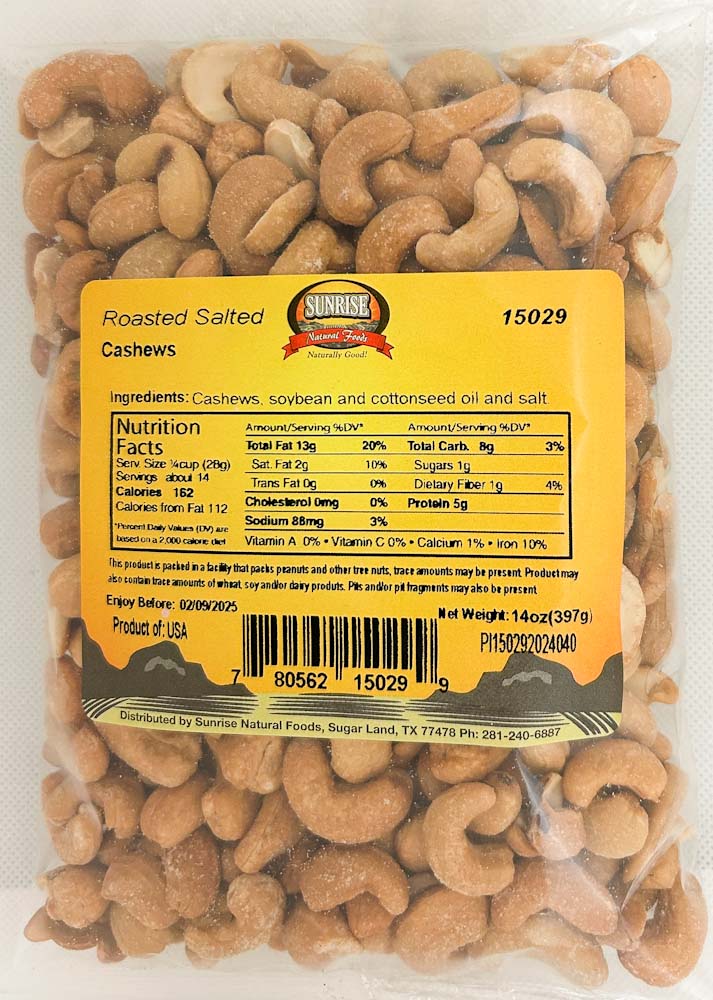 Roasted Salted
Cashews
SUNRISE
Natural Foods
Naturally Good!
15029
Ingredients: Cashews, soybean and cottonseed oil and salt
Nutrition
Facts
Serv. Size ¼cup (28g)
Servings about 14
Calories 162
Calories from Fat 112
*Percent Daily Values (DV) are
based on a 2,000 calorie diet
Amount/Serving %DV* Amount/Serving %DV*
Total Fat 13g 20% Total Carb. 8g 3%
Sat. Fat 2g 10% Sugars 1g
Trans Fat 0g 0% Dietary Fiber 1g 4%
Cholesterol 0mg 0% Protein 5g
Sodium 88mg 3%
Vitamin A 0% • Vitamin C 0% • Calcium 1% • Iron 10%
This product is packed in a facility that packs peanuts and other tree nuts, trace amounts may be present. Product may
also contain trace amounts of wheat, soy and/or dairy produts. Pits and/or pit fragments may also be present
Enjoy Before: 02/09/2025
Product of: USA
Net Weight: 14oz(397g)
PI150292024040
7 80562 15029 9
Distributed by Sunrise Natural Foods, Sugar Land, TX 77478 Ph: 281-240-6887